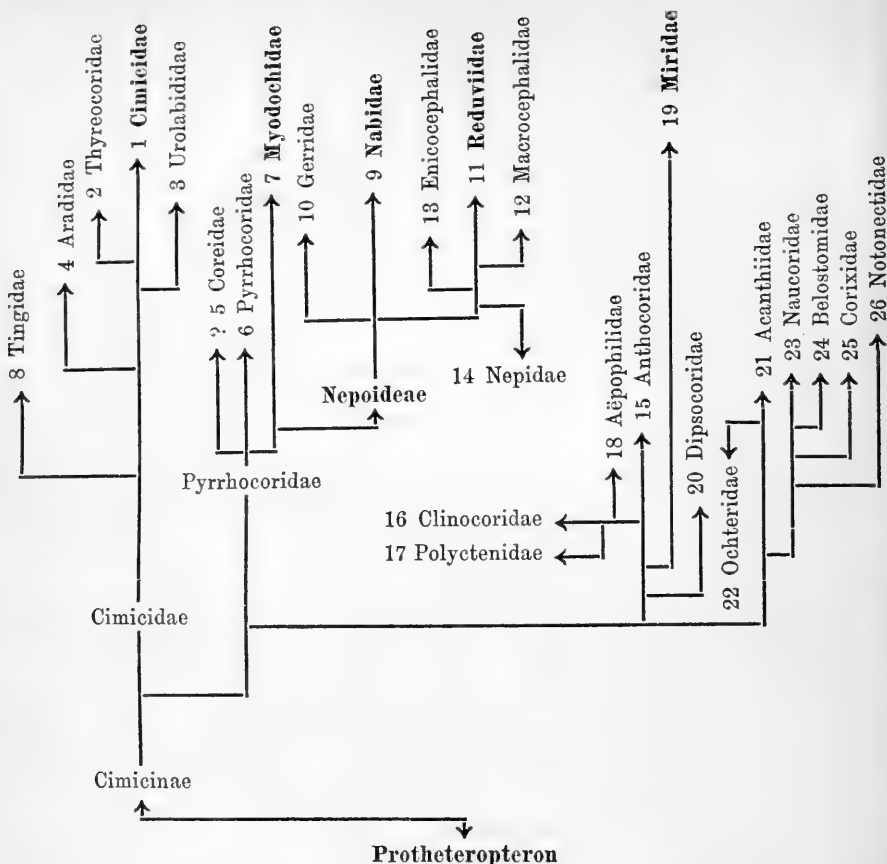 8 Tingidae
4 Aradidae
2 Thyreocoridae
1 Cimicidae
3 Urolabididae
? 5 Coreidae
6 Pyrrhocoridae
7 Myodochidae
10 Gerridae
9 Nabidae
13 Enicocephalidae
11 Reduviidae
12 Macrocephalidae
14 Nepidae
Nepoideae
Pyrrhocoridae
18 Aëpophilidae
15 Anthocoridae
19 Miridae
20 Dipsocoridae
16 Clinocoridae
17 Polyctenidae
22 Ochteridae
21 Acanthiidae
23 Naucoridae
24 Belostomidae
25 Corixidae
26 Notonectidae
Cimicidae
Cimicinae
Protheteropteron